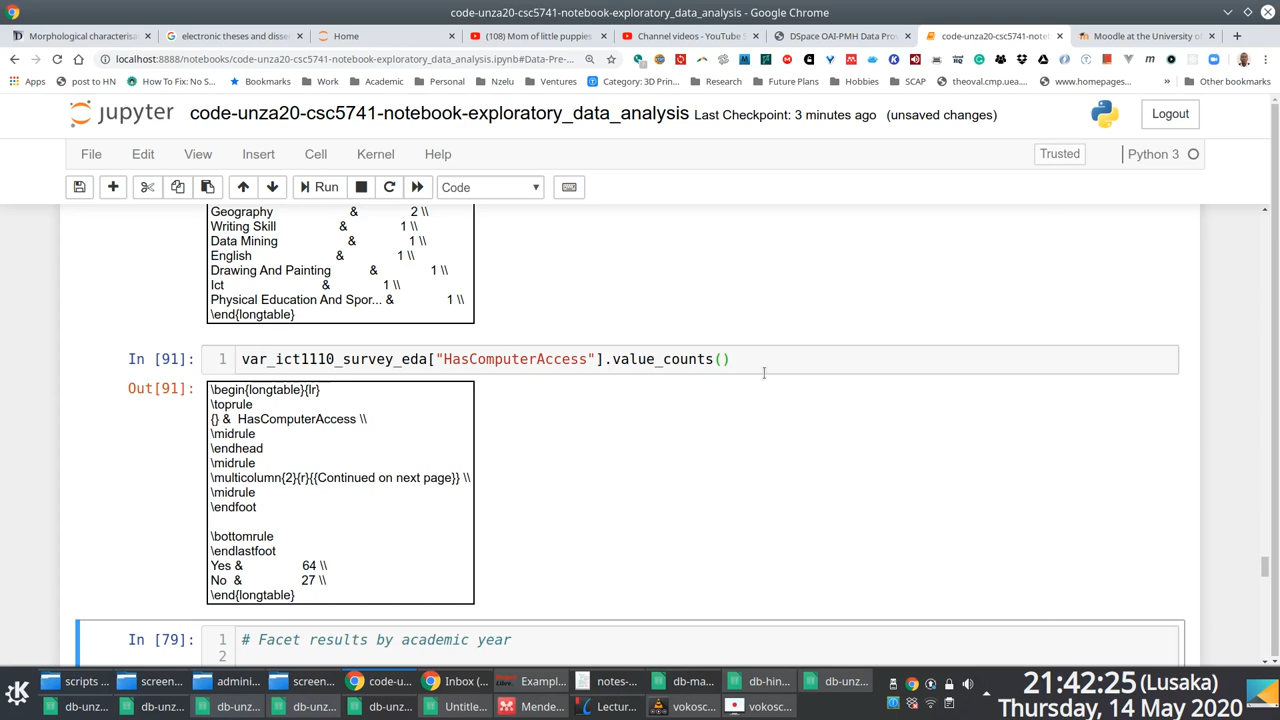 code-unza20-csc5741-notebook-exploratory_data_analysis - Google Chrome
Morphological characterisa
electronic theses and disse
Home
(108) Mom of little puppies
Channel videos - YouTube S
DSpace OAI-PMH Data Prov
code-unza20-csc5741-noteb
Moodle at the University of
localhost:8888/notebooks/code-unza20-csc5741-notebook-exploratory_data_analysis.ipynb#Data-Pre-...
Apps
post to HN
How To Fix: No S...
Bookmarks
Work
Academic
Personal
Nzelu
Ventures
Category: 3D Prin...
Research
Future Plans
Hobbies
SCAP
theoval.cmp.uea....
www.homepages...
Other bookmarks
jupyter code-unza20-csc5741-notebook-exploratory_data_analysis Last Checkpoint: 3 minutes ago (unsaved changes)
Logout
File Edit View Insert Cell Kernel Help
Trusted
Python 3
Run
Code
Geography & 2 \\
Writing Skill & 1 \\
Data Mining & 1 \\
English & 1 \\
Drawing And Painting & 1 \\
Ict & 1 \\
Physical Education And Spor... & 1 \\
\end{longtable}
In [91]: 1 var_ict1110_survey_eda["HasComputerAccess"].value_counts()
Out[91]: \begin{longtable}{lr}
\toprule
{} & HasComputerAccess \\
\midrule
\endhead
\midrule
\multicolumn{2}{r}{{Continued on next page}} \\
\midrule
\endfoot
\bottomrule
\endlastfoot
Yes & 64 \\
No & 27 \\
\end{longtable}
In [79]: 1 # Facet results by academic year
2
scripts ...
screen...
admini...
screen...
code-u...
Inbox (...
Exampl...
notes-...
db-ma...
db-hin...
db-unz...
db-unz...
db-unz...
db-unz...
db-unz...
db-unz...
Untitle...
Mende...
Lectur...
vokosc...
vokosc...
21:42:25 (Lusaka)
Thursday, 14 May 2020